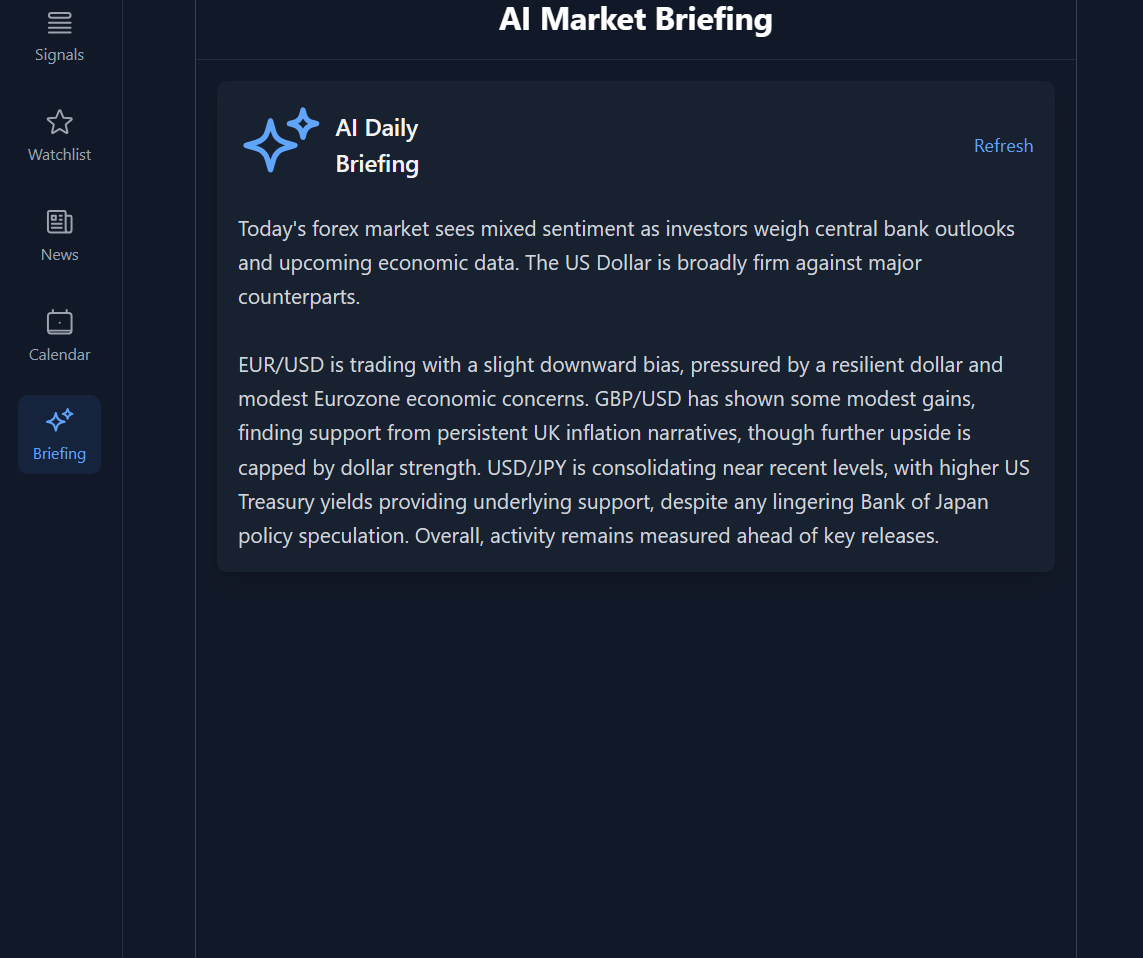 Signals
Watchlist
News
Calendar
Briefing
AI Market Briefing
AI Daily
Briefing
Refresh
Today's forex market sees mixed sentiment as investors weigh central bank outlooks
and upcoming economic data. The US Dollar is broadly firm against major
counterparts.
EUR/USD is trading with a slight downward bias, pressured by a resilient dollar and
modest Eurozone economic concerns. GBP/USD has shown some modest gains,
finding support from persistent UK inflation narratives, though further upside is
capped by dollar strength. USD/JPY is consolidating near recent levels, with higher US
Treasury yields providing underlying support, despite any lingering Bank of Japan
policy speculation. Overall, activity remains measured ahead of key releases.